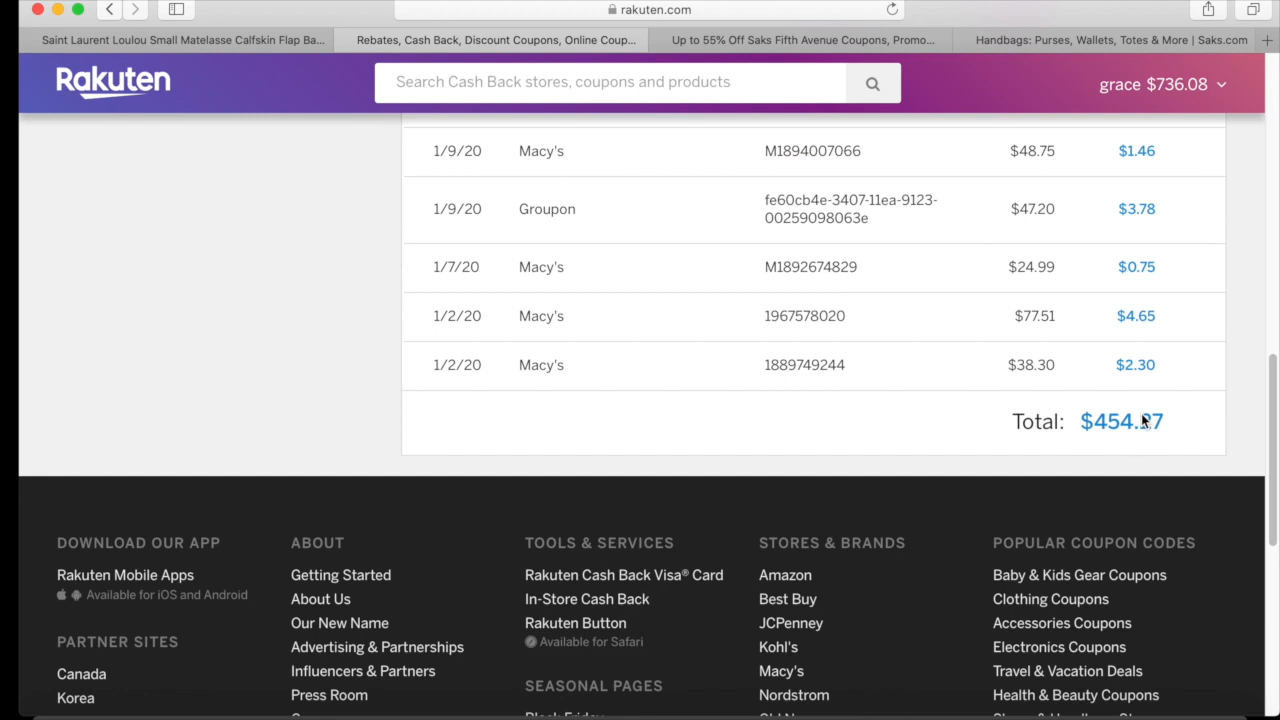 rakuten.com
Saint Laurent Loulou Small Matelasse Calfskin Flap Ba...
Rebates, Cash Back, Discount Coupons, Online Coup...
Up to 55% Off Saks Fifth Avenue Coupons, Promo...
Handbags: Purses, Wallets, Totes & More | Saks.com
Rakuten
Search Cash Back stores, coupons and products
grace $736.08
1/9/20 Macy's M1894007066 $48.75 $1.46
1/9/20 Groupon fe60cb4e-3407-11ea-9123-
00259098063e $47.20 $3.78
1/7/20 Macy's M1892674829 $24.99 $0.75
1/2/20 Macy's 1967578020 $77.51 $4.65
1/2/20 Macy's 1889749244 $38.30 $2.30
Total:
DOWNLOAD OUR APP
Rakuten Mobile Apps
Available for iOS and Android
PARTNER SITES
Canada
Korea
ABOUT
Getting Started
About Us
Our New Name
Advertising & Partnerships
Influencers & Partners
Press Room
TOOLS & SERVICES
Rakuten Cash Back Visa® Card
In-Store Cash Back
Rakuten Button
Available for Safari
SEASONAL PAGES
Black Friday
STORES & BRANDS
Amazon
Best Buy
JCPenney
Kohl's
Macy's
Nordstrom
POPULAR COUPON CODES
Baby & Kids Gear Coupons
Clothing Coupons
Accessories Coupons
Electronics Coupons
Travel & Vacation Deals
Health & Beauty Coupons